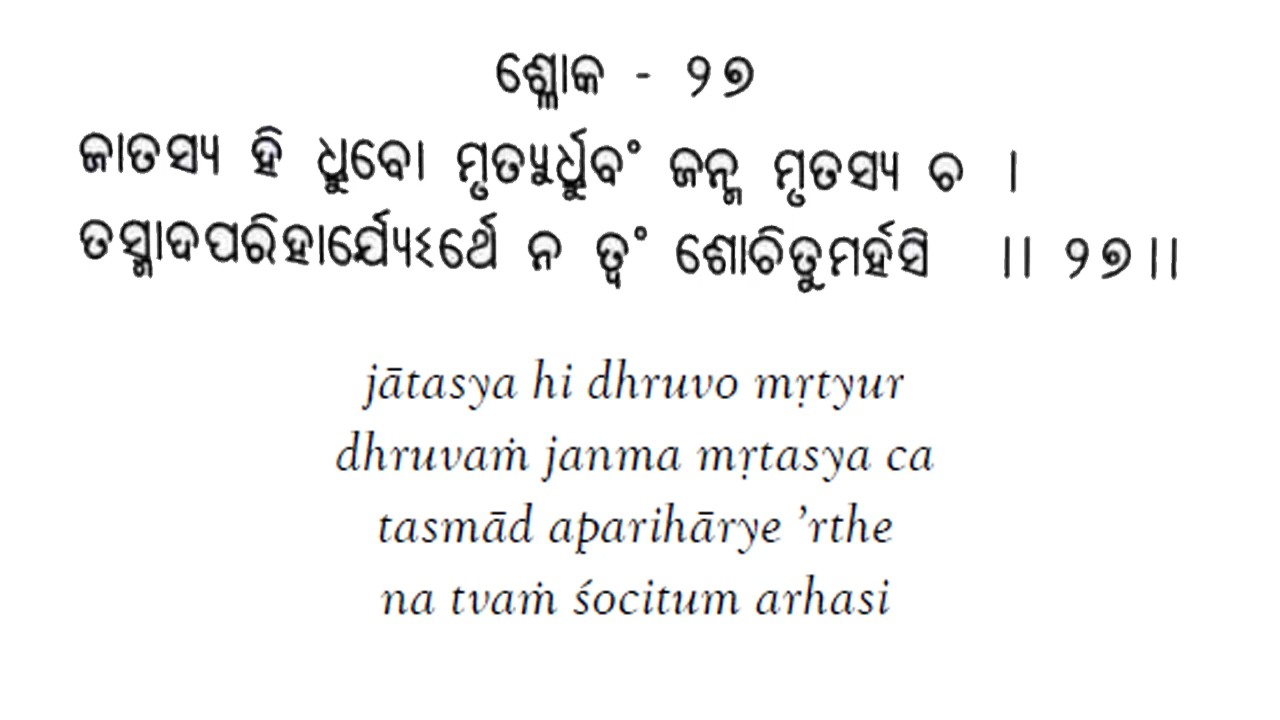 ଶ୍ଳୋକ - ୨୭
ଜାତସ୍ୟ ହି ଧ୍ରୁବୋ ମୃତ୍ୟୁର୍ଧ୍ରୁବଂ ଜନ୍ମ ମୃତସ୍ୟ ଚ ।
ତସ୍ମାଦପରିହାର୍ଯ୍ୟେଽର୍ଥେ ନ ତ୍ୱଂ ଶୋଚିତୁମର୍ହସି ।। ୨୭।।
jātasya hi dhruvo mṛtyur
dhruvaṁ janma mṛtasya ca
tasmād aparihārye ’rthe
na tvaṁ śocitum arhasi